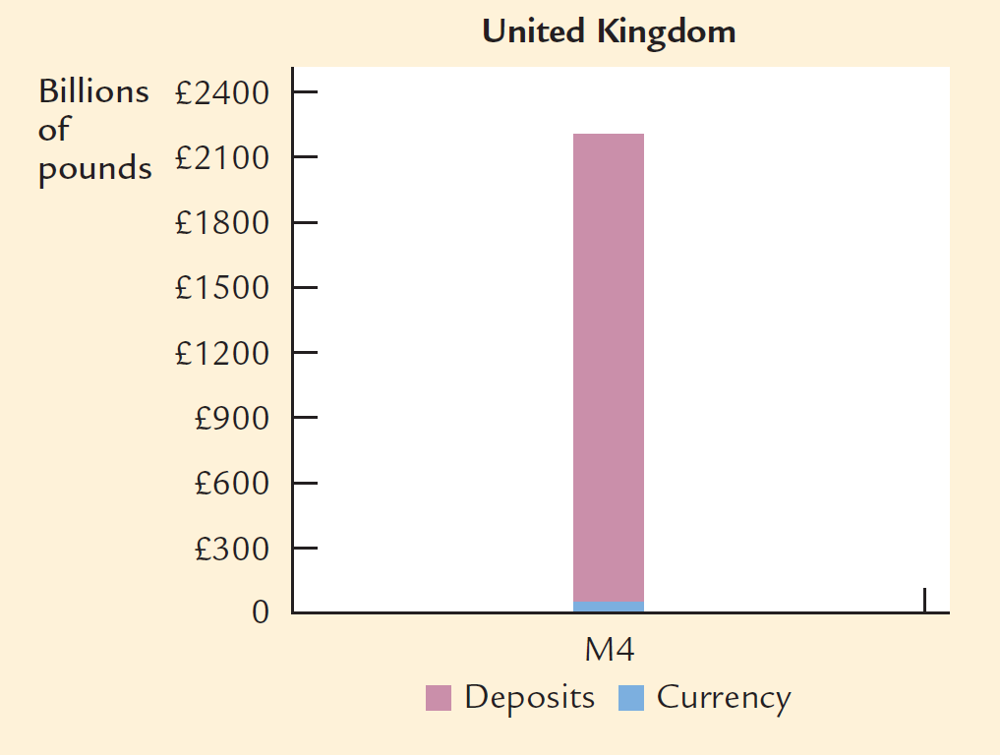 United Kingdom
Billions
of
pounds
£2400
£2100
£1800
£1500
£1200
£900
£600
£300
0
M4
Deposits Currency